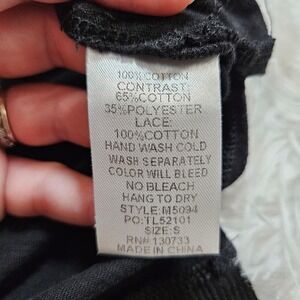 100%COTTON
CONTRAST:
65%COTTON
35%POLYESTER
LACE:
100%COTTON
HAND WASH COLD
WASH SEPARATELY
COLOR WILL BLEED
NO BLEACH
HANG TO DRY
STYLE:M5094
PO:TL52101
SIZE:S
RN# 130733
MADE IN CHINA